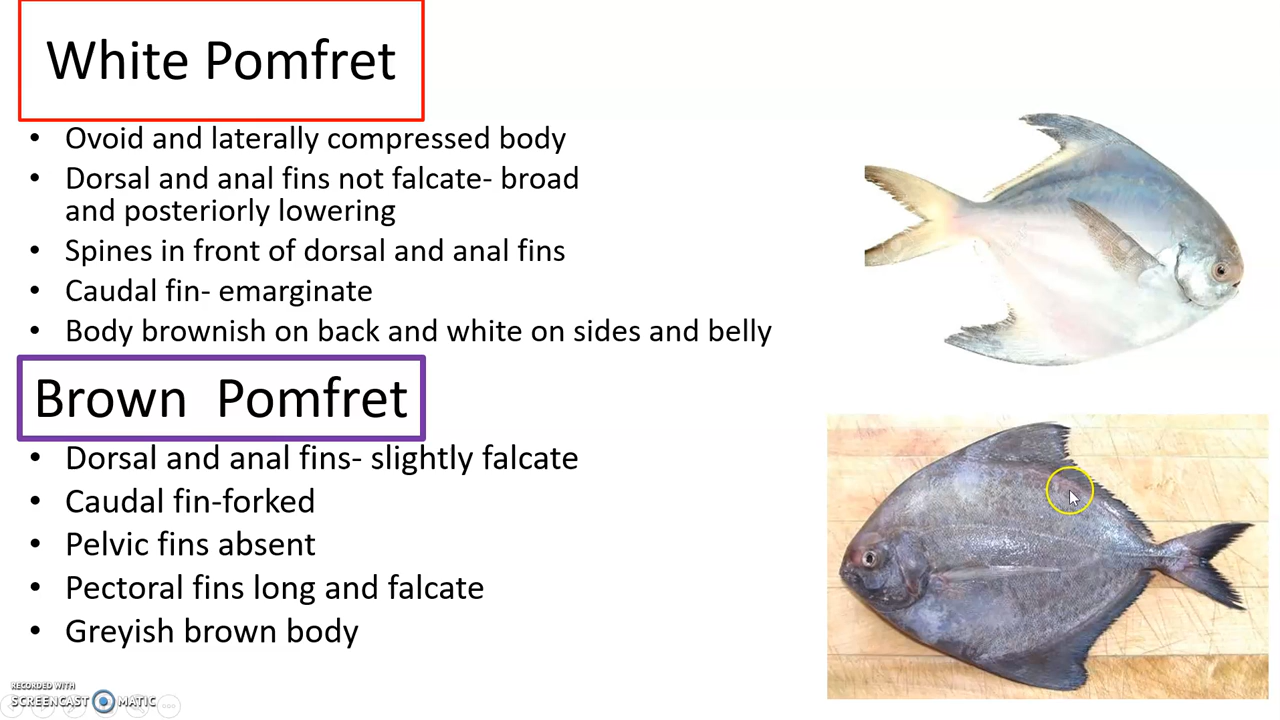 White Pomfret
• Ovoid and laterally compressed body
• Dorsal and anal fins not falcate- broad
and posteriorly lowering
• Spines in front of dorsal and anal fins
• Caudal fin- emarginate
• Body brownish on back and white on sides and belly
Brown  Pomfret
• Dorsal and anal fins- slightly falcate
• Caudal fin-forked
• Pelvic fins absent
• Pectoral fins long and falcate
• Greyish brown body
RECORDED WITH
SCREENCAST MATIC